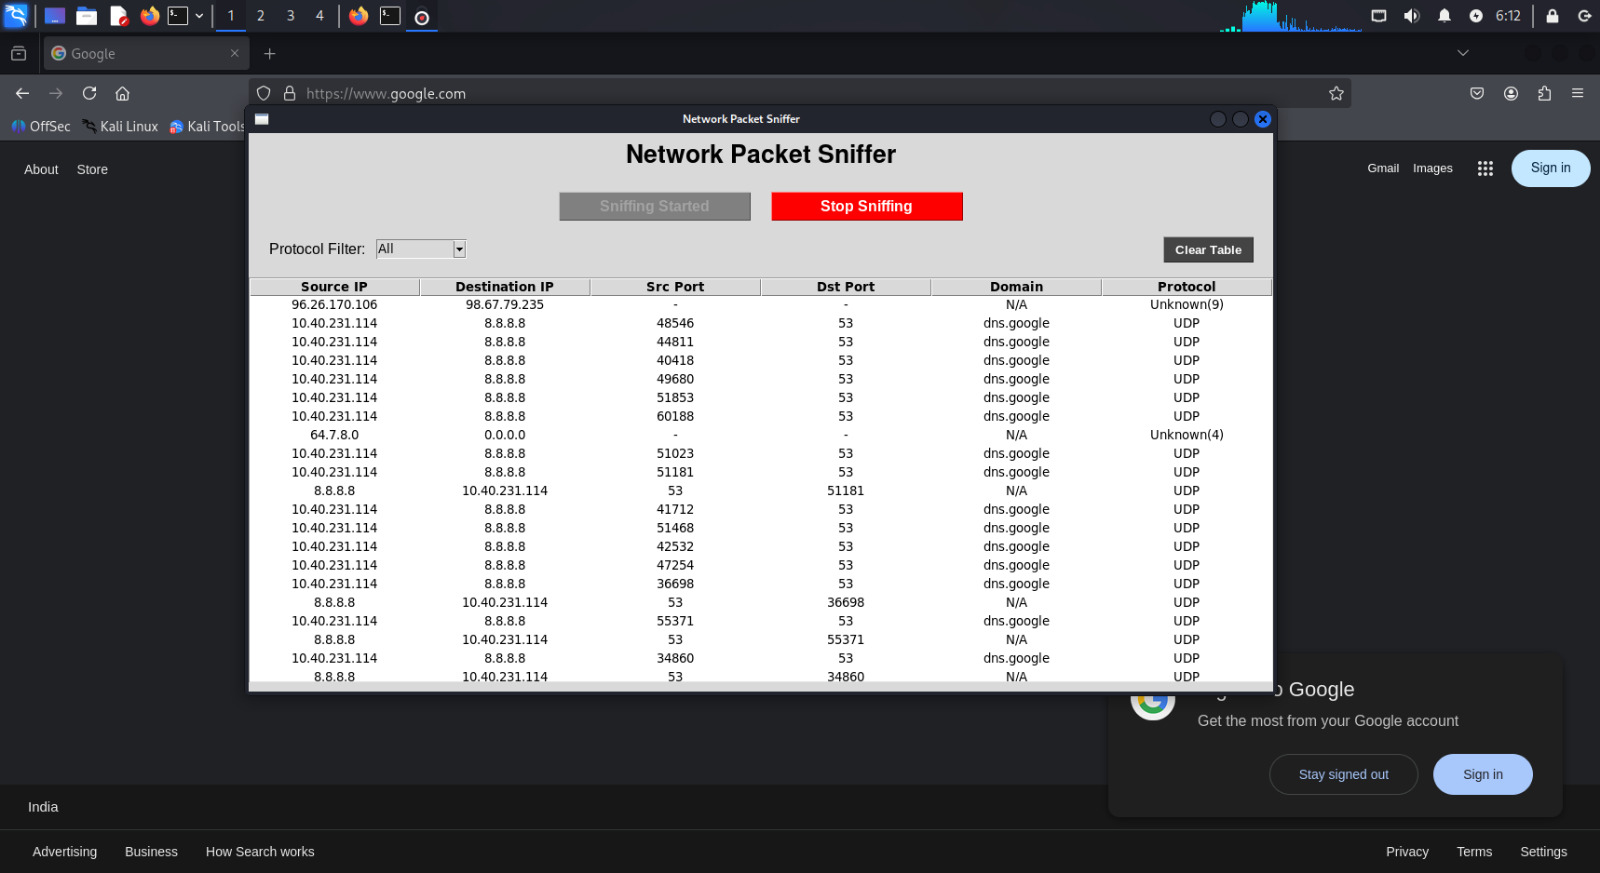 1 2 3 4 6:12
Google
https://www.google.com
OffSec Kali Linux Kali Tools
Network Packet Sniffer
About Store
Gmail Images Sign in
Network Packet Sniffer
Sniffing Started Stop Sniffing
Protocol Filter: All Clear Table
Source IP Destination IP Src Port Dst Port Domain Protocol
96.26.170.106 98.67.79.235 - - N/A Unknown(9)
10.40.231.114 8.8.8.8 48546 53 dns.google UDP
10.40.231.114 8.8.8.8 44811 53 dns.google UDP
10.40.231.114 8.8.8.8 40418 53 dns.google UDP
10.40.231.114 8.8.8.8 49680 53 dns.google UDP
10.40.231.114 8.8.8.8 51853 53 dns.google UDP
10.40.231.114 8.8.8.8 60188 53 dns.google UDP
64.7.8.0 0.0.0.0 - - N/A Unknown(4)
10.40.231.114 8.8.8.8 51023 53 dns.google UDP
10.40.231.114 8.8.8.8 51181 53 dns.google UDP
8.8.8.8 10.40.231.114 53 51181 N/A UDP
10.40.231.114 8.8.8.8 41712 53 dns.google UDP
10.40.231.114 8.8.8.8 51468 53 dns.google UDP
10.40.231.114 8.8.8.8 42532 53 dns.google UDP
10.40.231.114 8.8.8.8 47254 53 dns.google UDP
10.40.231.114 8.8.8.8 36698 53 dns.google UDP
8.8.8.8 10.40.231.114 53 36698 N/A UDP
10.40.231.114 8.8.8.8 55371 53 dns.google UDP
8.8.8.8 10.40.231.114 53 55371 N/A UDP
10.40.231.114 8.8.8.8 34860 53 dns.google UDP
8.8.8.8 10.40.231.114 53 34860 N/A UDP
Google
Get the most from your Google account
Stay signed out Sign in
India
Advertising Business How Search works Privacy Terms Settings